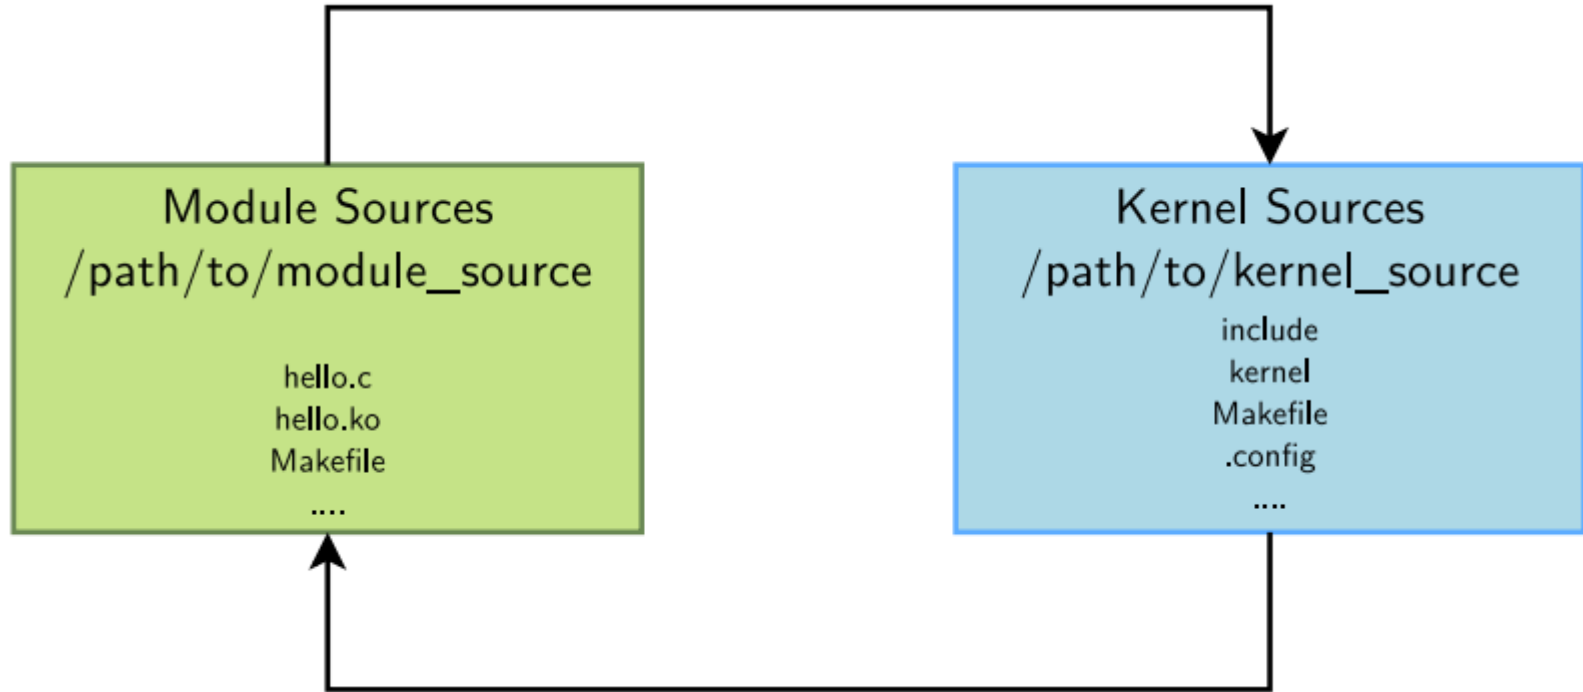 Module Sources
/path/to/module_source
hello.c
hello.ko
Makefile
....
Kernel Sources
/path/to/kernel_source
include
kernel
Makefile
.config
....